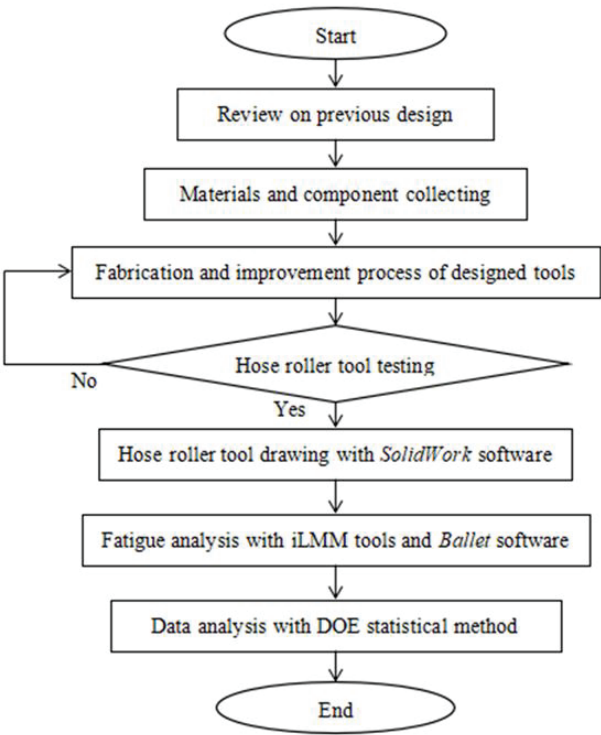 Start
Review on previous design
Materials and component collecting
Fabrication and improvement process of designed tools
Hose roller tool testing
No
Yes
Hose roller tool drawing with SolidWork software
Fatigue analysis with iLMM tools and Ballet software
Data analysis with DOE statistical method
End